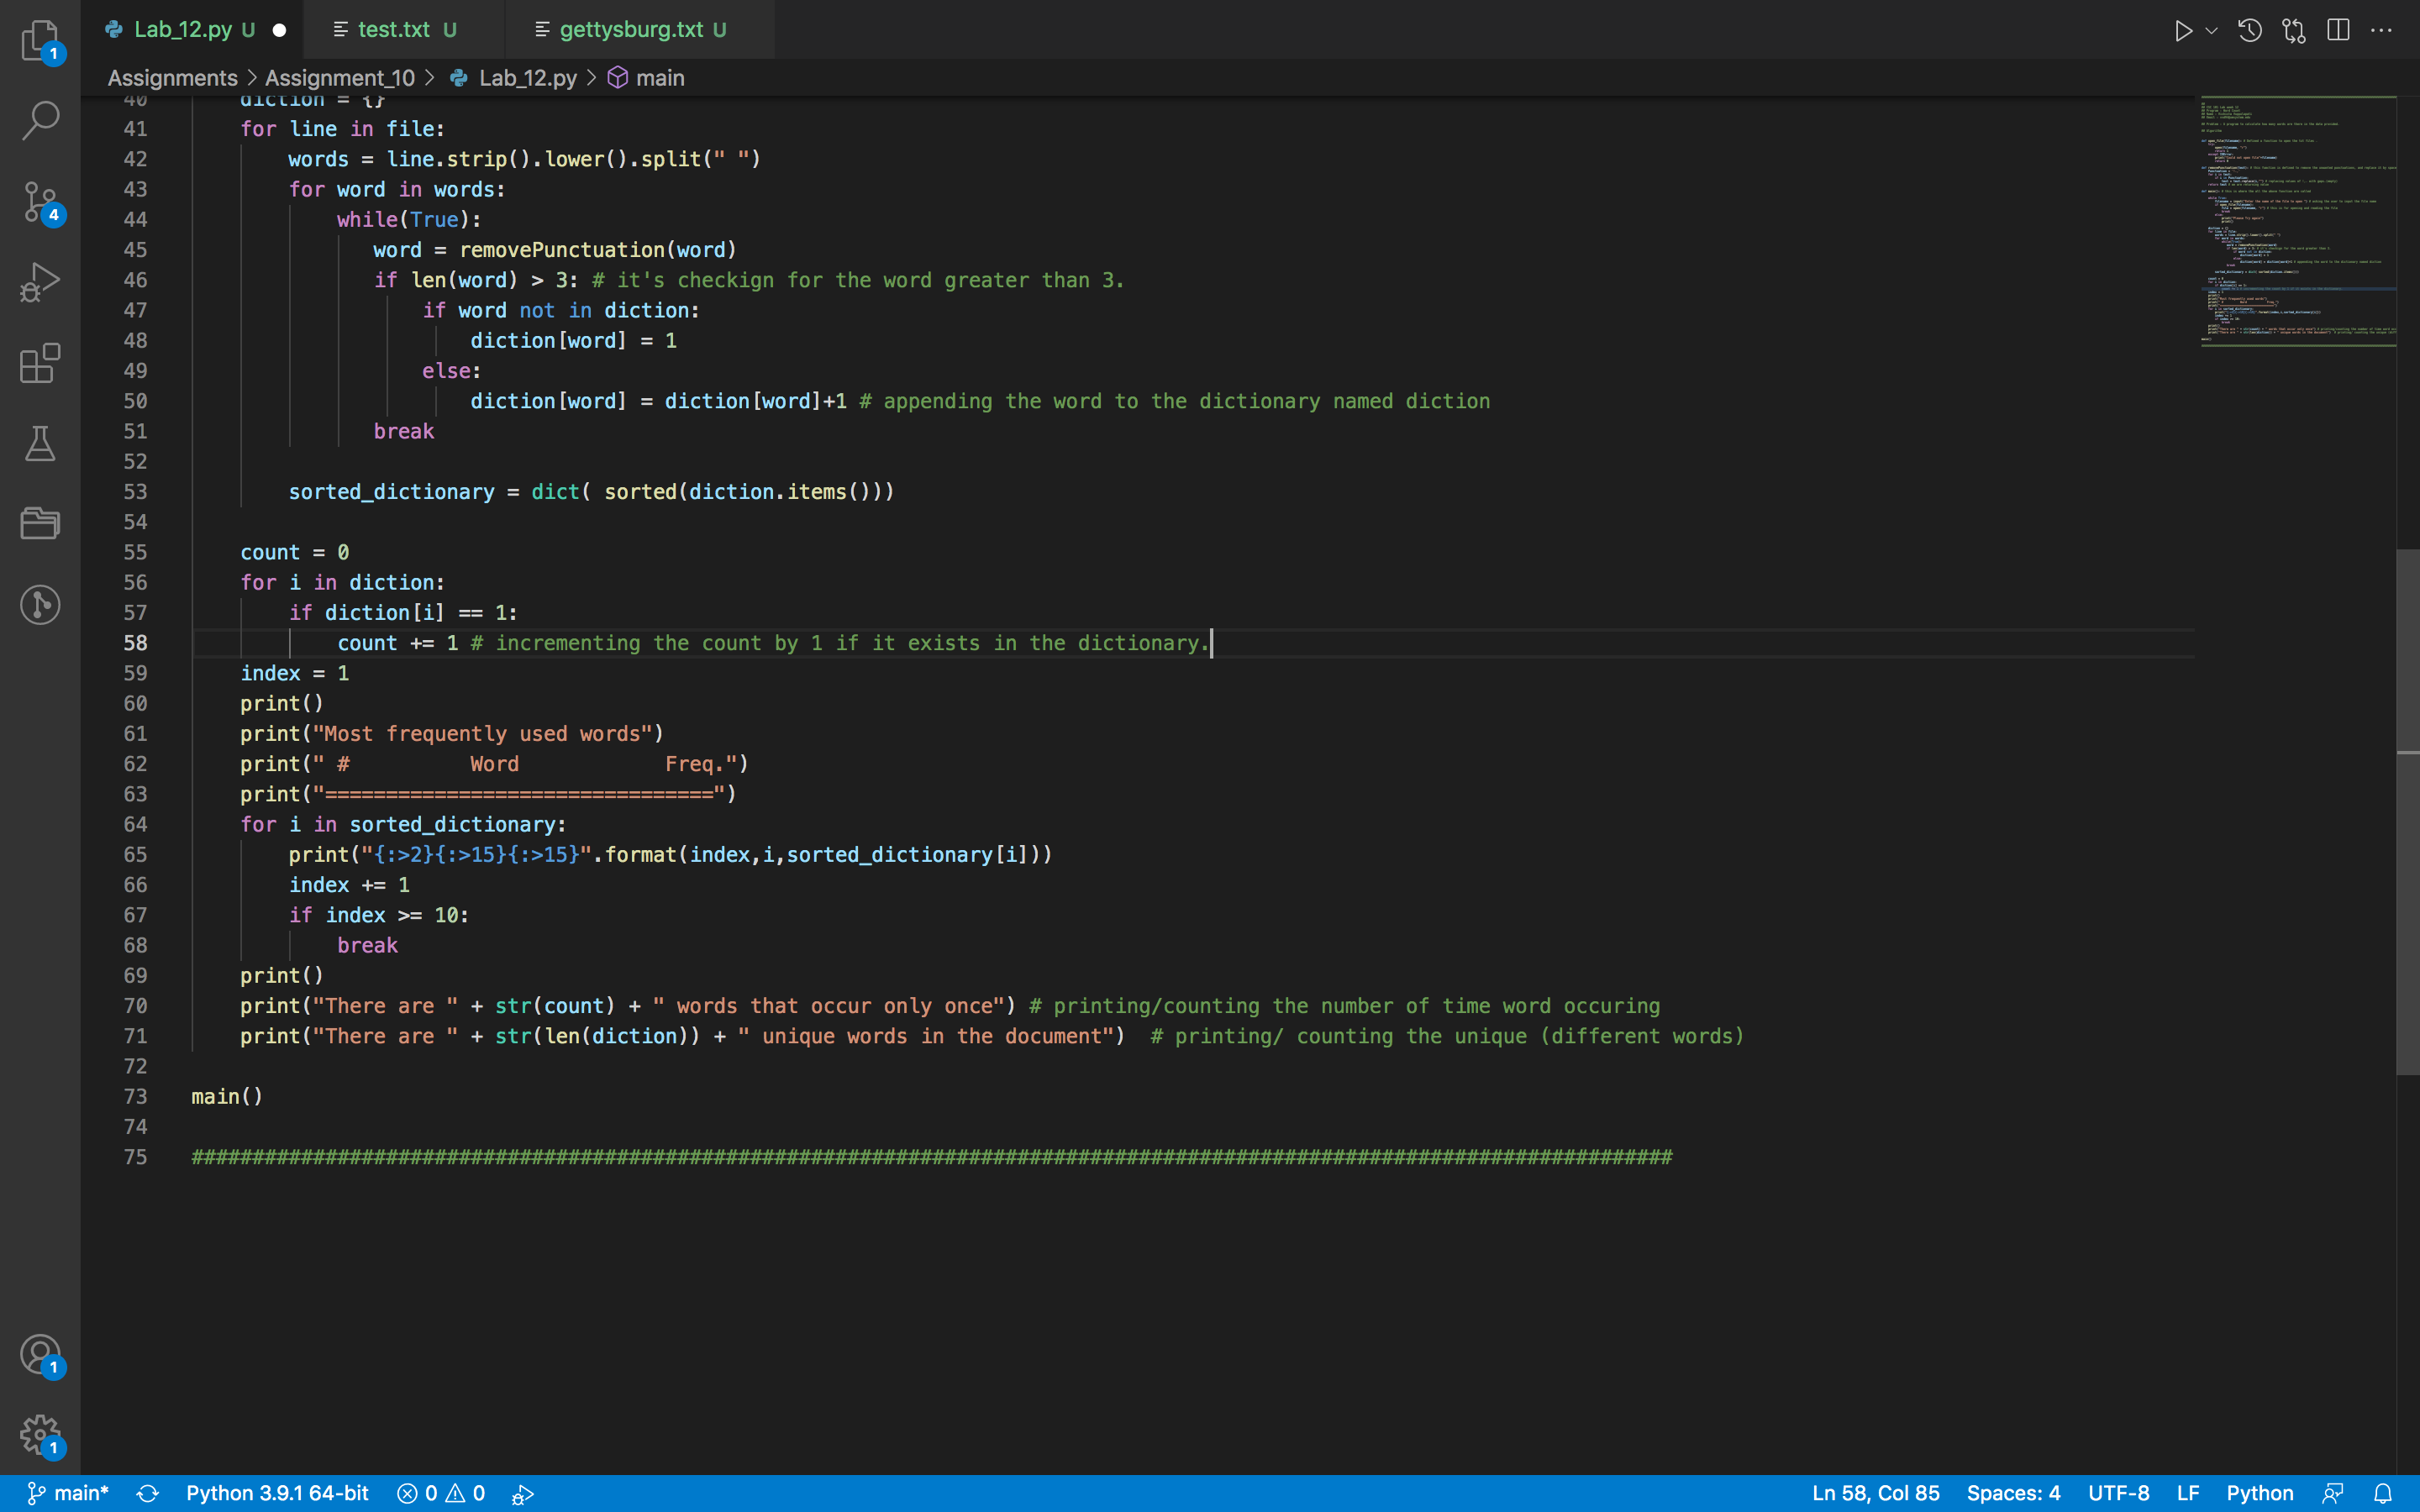 Lab_12.py U
test.txt U
gettysburg.txt U
Assignments > Assignment_10 > Lab_12.py > main
40 diction = {}
41 for line in file:
42 words = line.strip().lower().split(" ")
43 for word in words:
44 while(True):
45 word = removePunctuation(word)
46 if len(word) > 3: # it's checkign for the word greater than 3.
47 if word not in diction:
48 diction[word] = 1
49 else:
50 diction[word] = diction[word]+1 # appending the word to the dictionary named diction
51 break
52
53 sorted_dictionary = dict( sorted(diction.items()))
54
55 count = 0
56 for i in diction:
57 if diction[i] == 1:
58 count += 1 # incrementing the count by 1 if it exists in the dictionary.
59 index = 1
60 print()
61 print("Most frequently used words")
62 print(" #          Word            Freq.")
63 print("================================")
64 for i in sorted_dictionary:
65 print("{:>2}{:>15}{:>15}".format(index,i,sorted_dictionary[i]))
66 index += 1
67 if index >= 10:
68 break
69 print()
70 print("There are " + str(count) + " words that occur only once") # printing/counting the number of time word occuring
71 print("There are " + str(len(diction)) + " unique words in the document")  # printing/ counting the unique (different words)
72
73 main()
74
75 ##########################################################################################################################
1
4
1
1
main* Python 3.9.1 64-bit 0 0 Ln 58, Col 85 Spaces: 4 UTF-8 LF Python